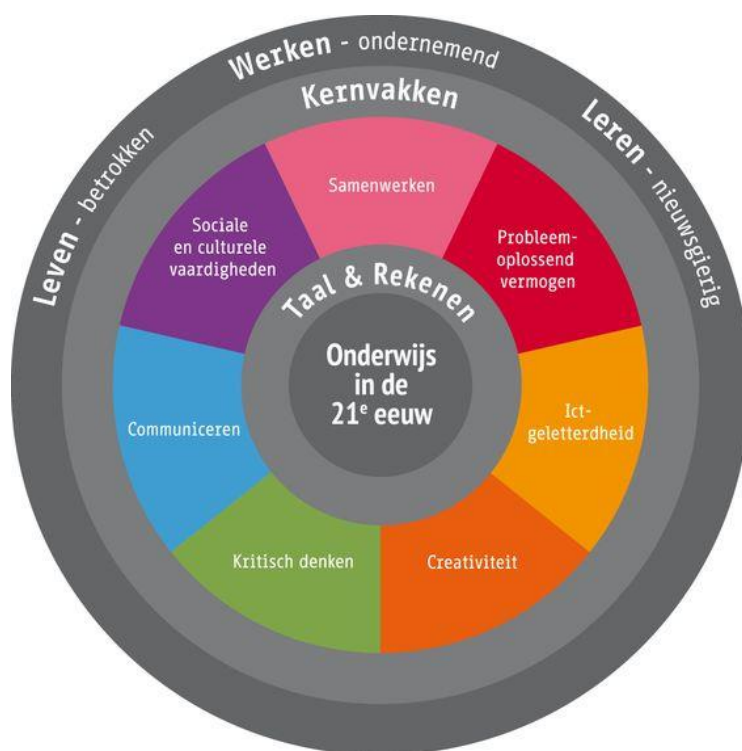 Werken - ondernemend
Leven - betrokken
Leren - nieuwsgierig
Kernvakken
Samenwerken
Sociale
en culturele
vaardigheden
Probleem-
oplossend
vermogen
Taal & Rekenen
Onderwijs
in de
21e eeuw
Communiceren
Ict-
geletterdheid
Kritisch denken
Creativiteit